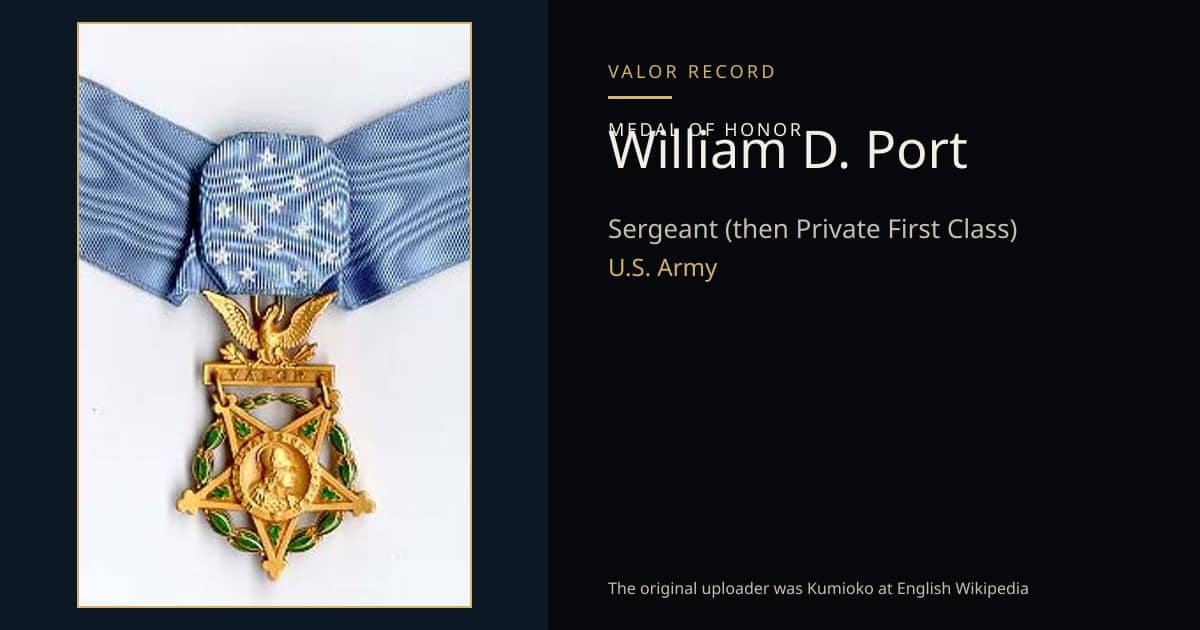 VALOR RECORD
MEDAL OF HONOR
William D. Port
Sergeant (then Private First Class)
U.S. Army
VALOR
The original uploader was Kumioko at English Wikipedia